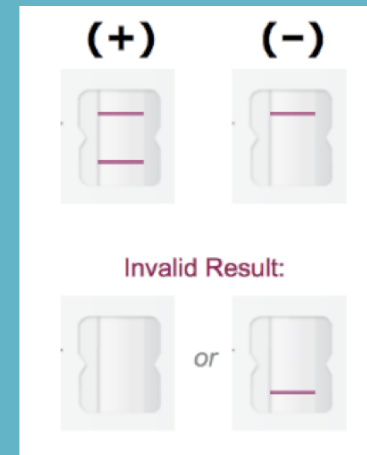 (+) (-)
Invalid Result:
or